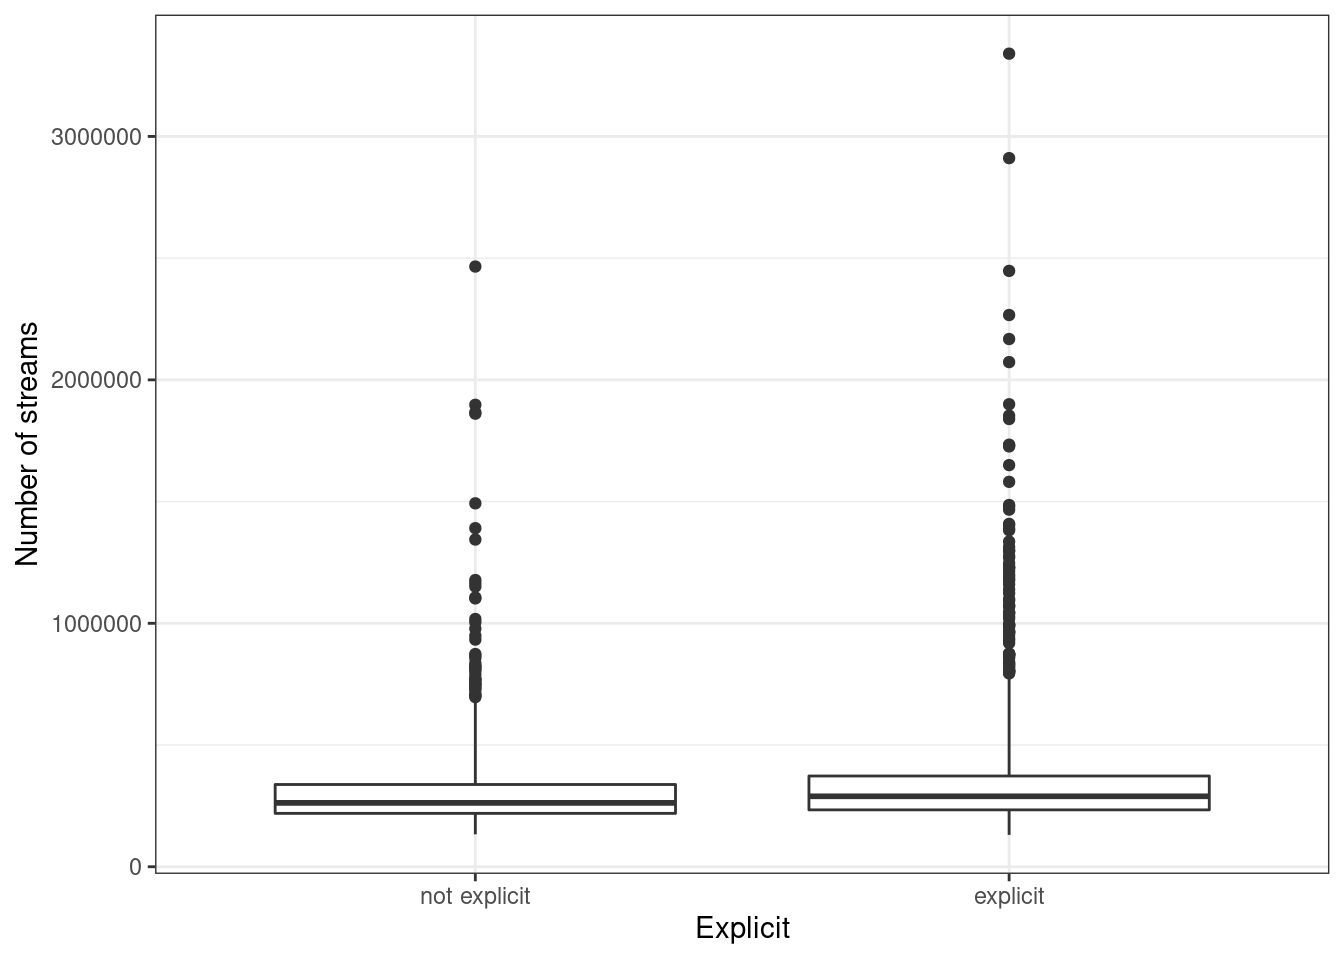 Number of streams
3000000
2000000
1000000
0
not explicit
explicit
Explicit